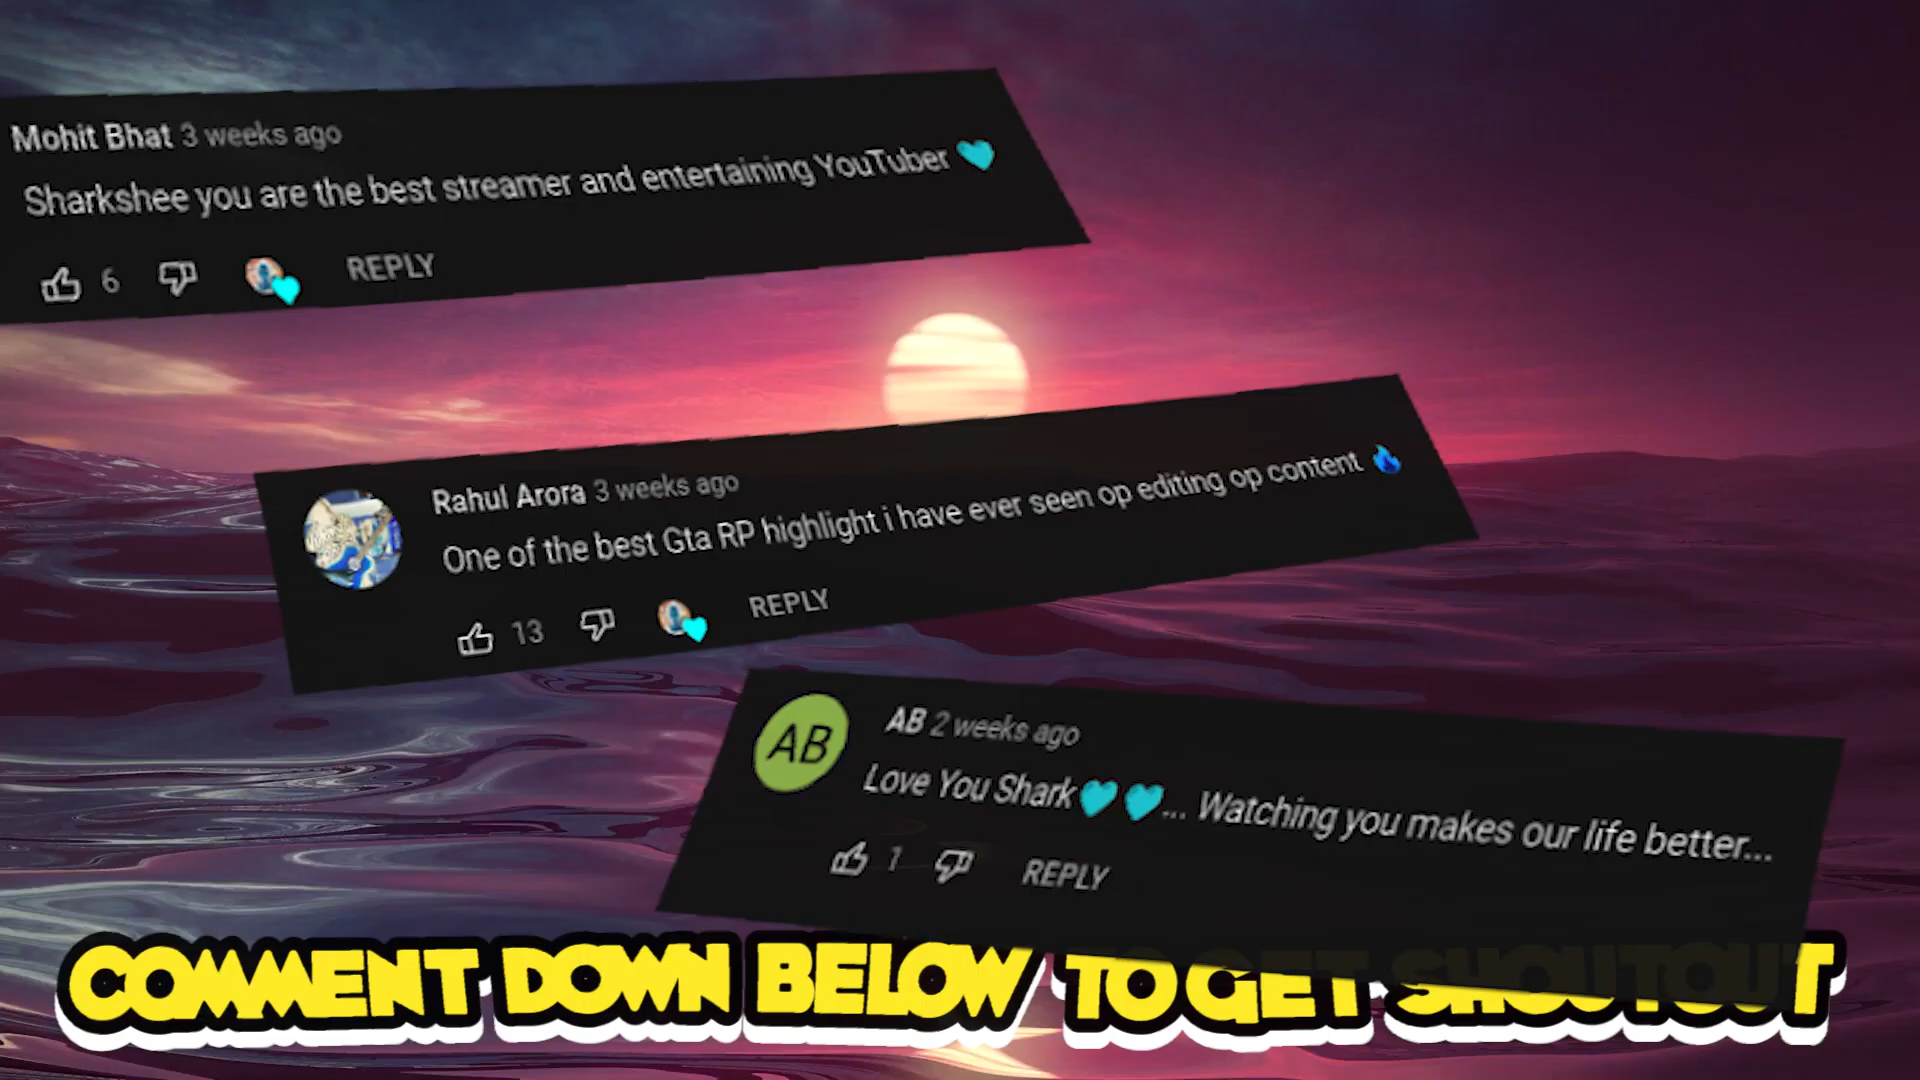 Mohit Bhat 3 weeks ago
Sharkshee you are the best streamer and entertaining YouTuber 🩵
6 REPLY
Rahul Arora 3 weeks ago
One of the best Gta RP highlight i have ever seen op editing op content
13 REPLY
AB
AB 2 weeks ago
Love You Shark🩵🩵... Watching you makes our life better...
1 REPLY
COMMENT DOWN BELOW TO GET SHOUTOUT